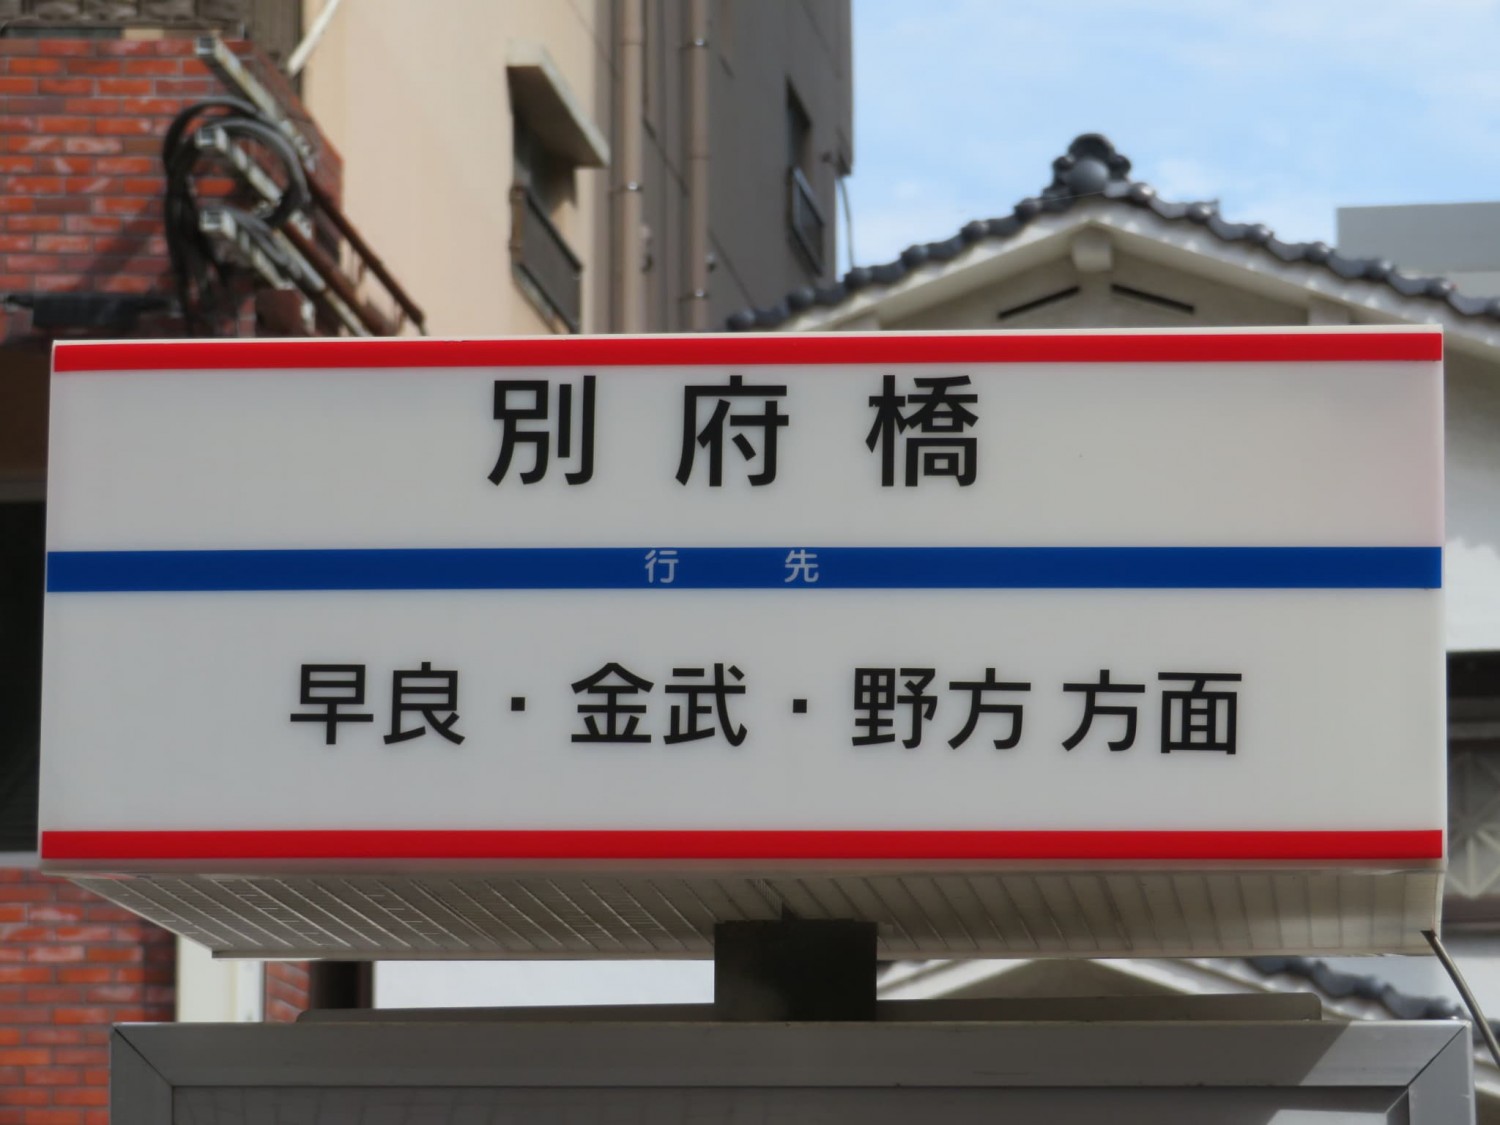 別府橋
行先
早良・金武・野方 方面